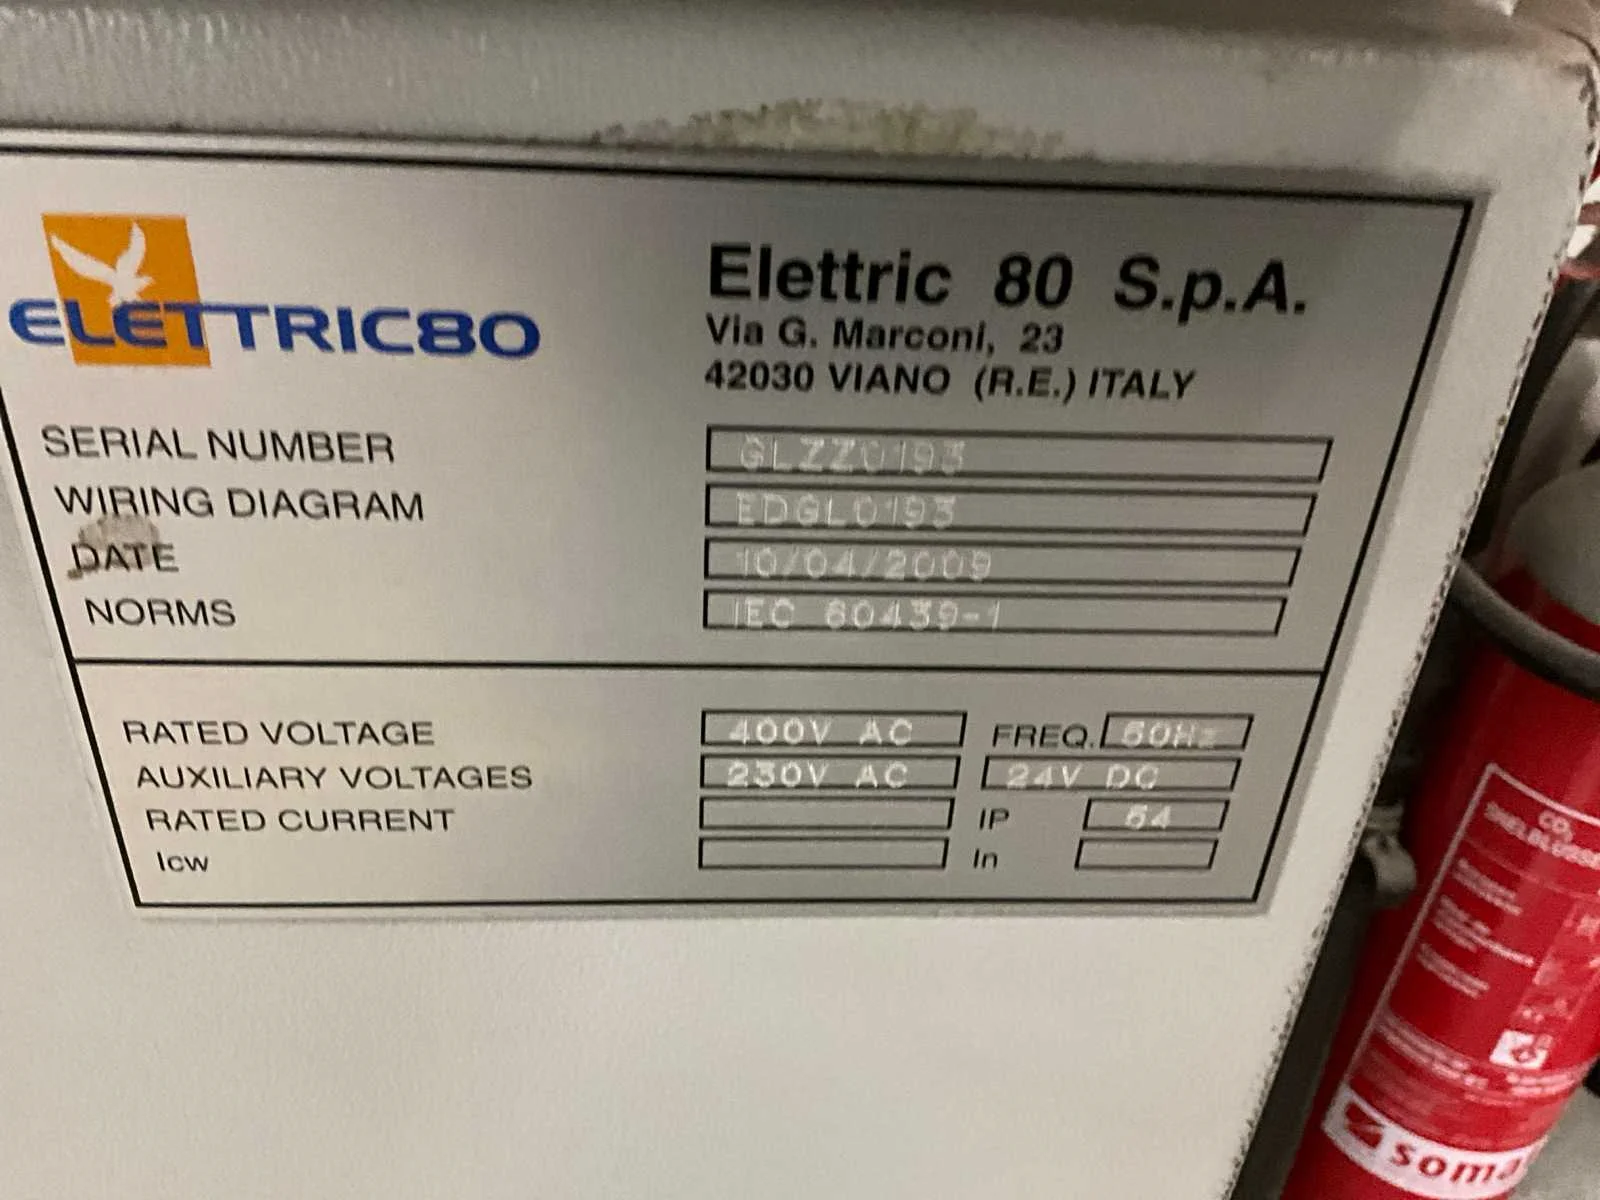 ELETTRIC80
Elettric 80 S.p.A.
Via G. Marconi, 23
42030 VIANO (R.E.) ITALY
SERIAL NUMBER GLZZ0193
WIRING DIAGRAM EDGL0193
DATE 10/04/2009
NORMS IEC 60439-1
RATED VOLTAGE 400V AC FREQ. 50Hz
AUXILIARY VOLTAGES 230V AC 24V DC
RATED CURRENT IP 54
Icw In
CO₂
soma